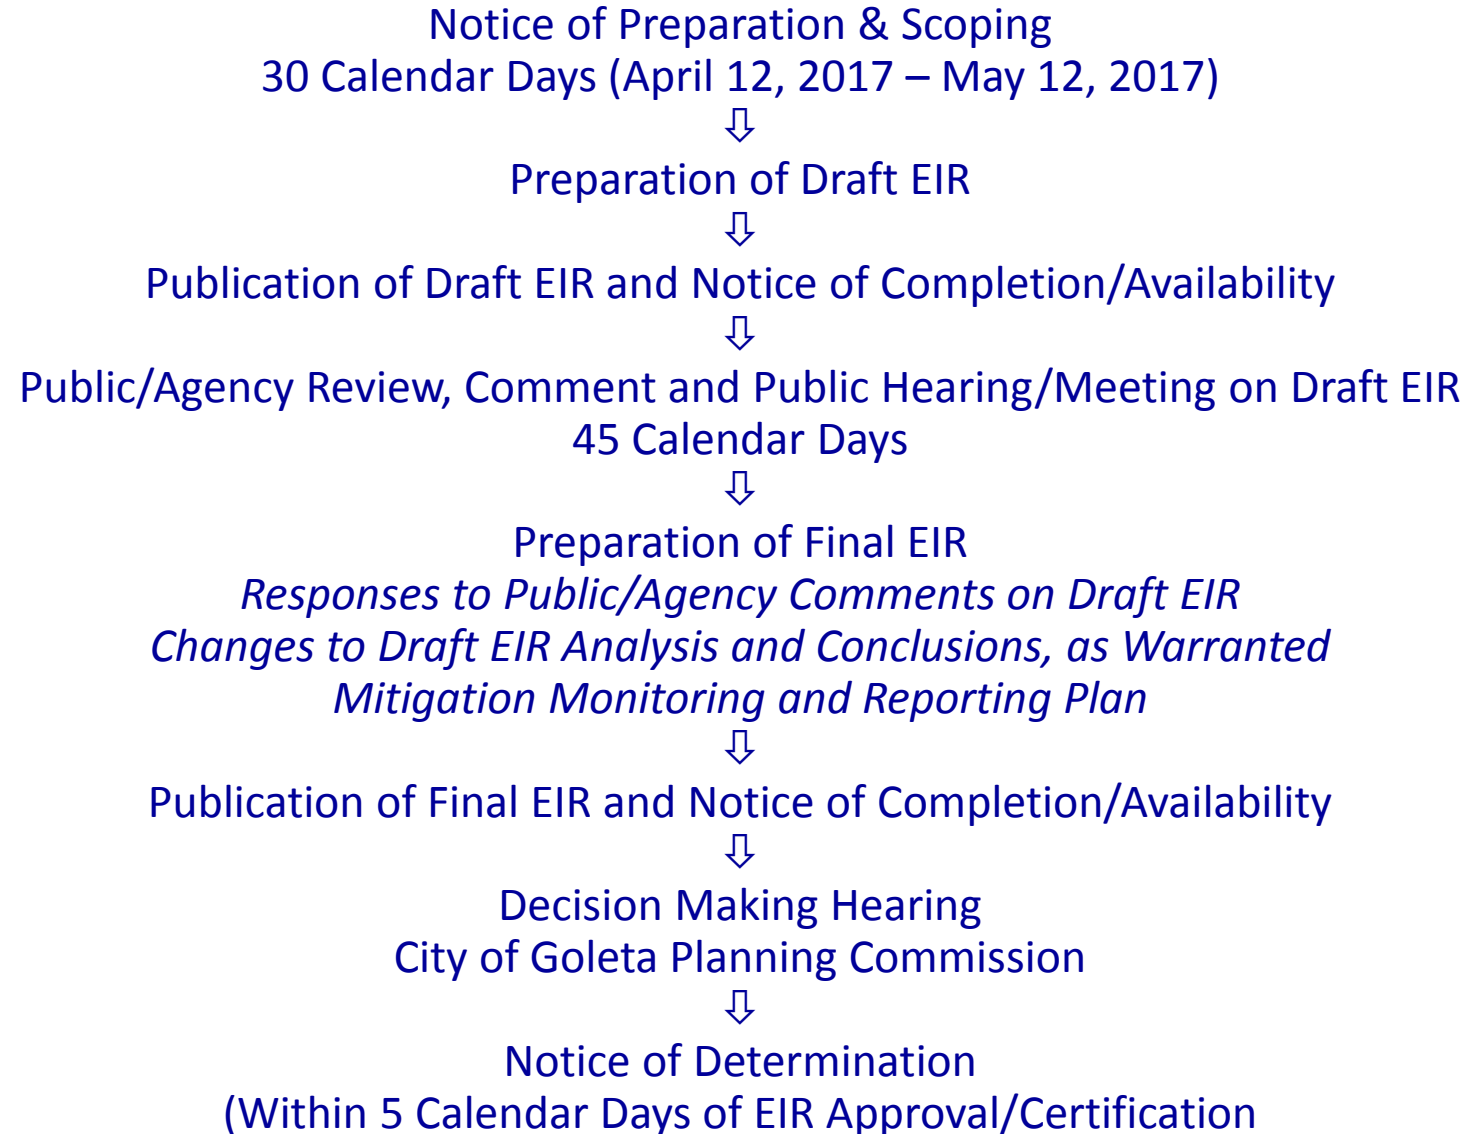 Notice of Preparation & Scoping
30 Calendar Days (April 12, 2017 – May 12, 2017)
⇩
Preparation of Draft EIR
⇩
Publication of Draft EIR and Notice of Completion/Availability
⇩
Public/Agency Review, Comment and Public Hearing/Meeting on Draft EIR
45 Calendar Days
⇩
Preparation of Final EIR
Responses to Public/Agency Comments on Draft EIR
Changes to Draft EIR Analysis and Conclusions, as Warranted
Mitigation Monitoring and Reporting Plan
⇩
Publication of Final EIR and Notice of Completion/Availability
⇩
Decision Making Hearing
City of Goleta Planning Commission
⇩
Notice of Determination
(Within 5 Calendar Days of EIR Approval/Certification